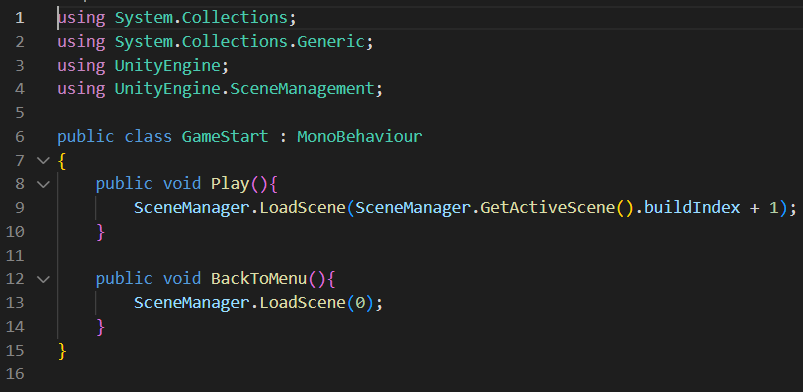 1 using System.Collections;
2 using System.Collections.Generic;
3 using UnityEngine;
4 using UnityEngine.SceneManagement;
5
6 public class GameStart : MonoBehaviour
7 {
8 public void Play(){
9 SceneManager.LoadScene(SceneManager.GetActiveScene().buildIndex + 1);
10 }
11
12 public void BackToMenu(){
13 SceneManager.LoadScene(0);
14 }
15 }
16